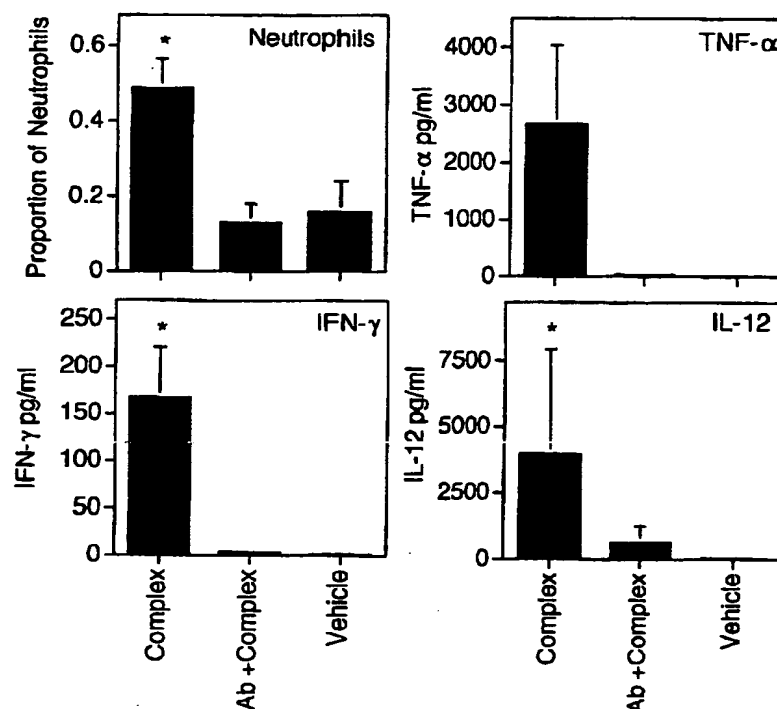 Neutrophils
*
Proportion of Neutrophils
0.6
0.4
0.2
0
TNF-α
TNF-α pg/ml
4000
3000
2000
1000
0
IFN-γ
*
IFN-γ pg/ml
250
200
150
100
50
0
IL-12
*
IL-12 pg/ml
7500
5000
2500
0
Complex
Ab +Complex
Vehicle
Complex
Ab +Complex
Vehicle